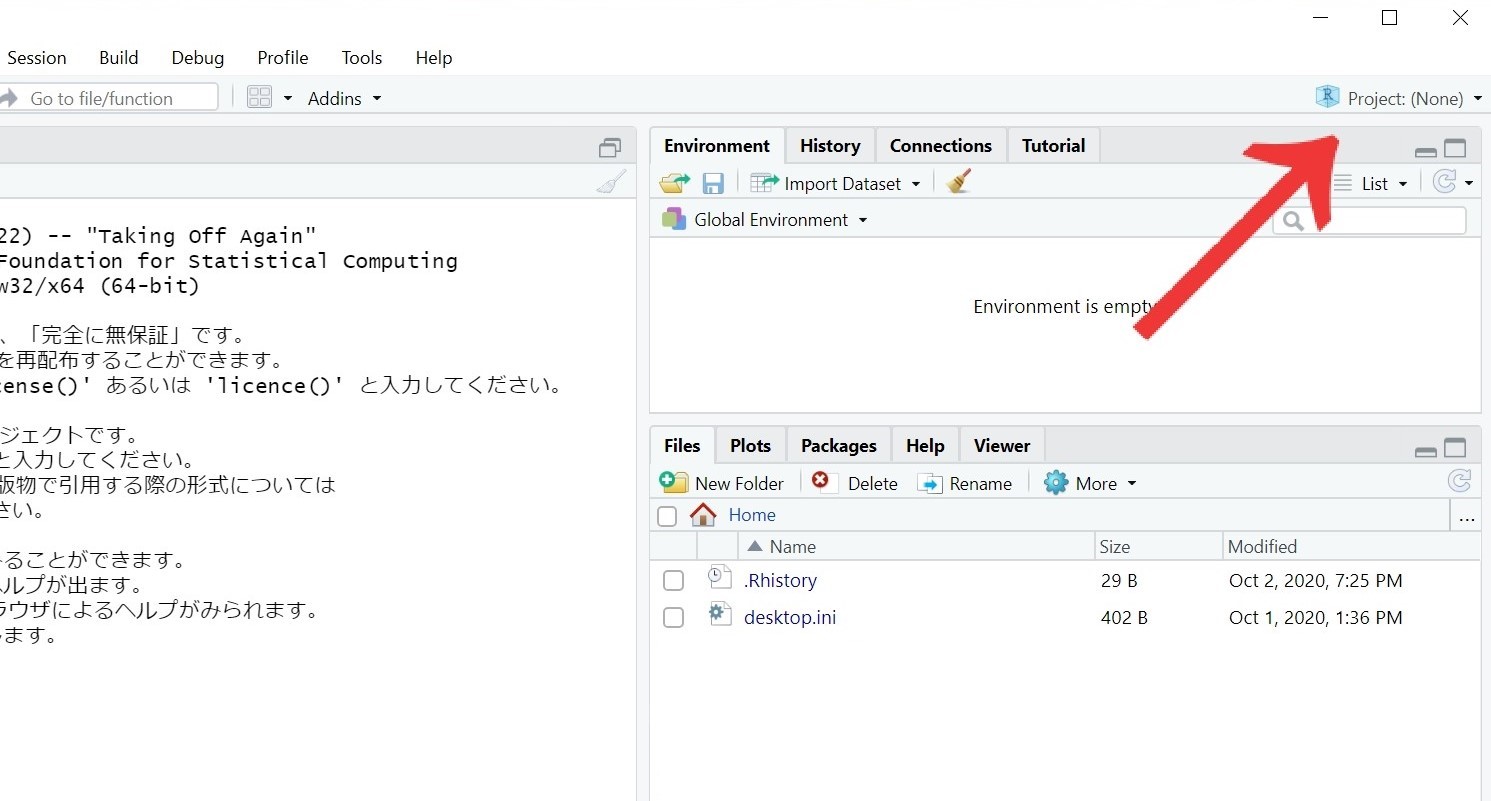 Session Build Debug Profile Tools Help
Go to file/function Addins Project: (None)
Environment History Connections Tutorial
Import Dataset List
Global Environment
Environment is empty
22) -- "Taking Off Again"
Foundation for Statistical Computing
w32/x64 (64-bit)
、「完全に無保証」です。
を再配布することができます。
cense()' あるいは 'licence()' と入力してください。
ジェクトです。
と入力してください。
版物で引用する際の形式については
さい。
ることができます。
ヘルプが出ます。
ラウザによるヘルプがみられます。
ます。
Files Plots Packages Help Viewer
New Folder Delete Rename More
Home ...
Name Size Modified
.Rhistory 29 B Oct 2, 2020, 7:25 PM
desktop.ini 402 B Oct 1, 2020, 1:36 PM